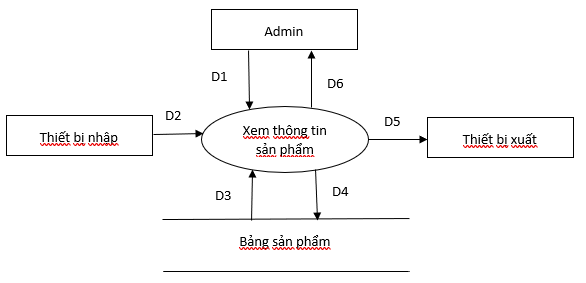 Admin
D1
D6
D2
D5
Thiết bị nhập
Xem thông tin
sản phẩm
Thiết bị xuất
D3
D4
Bảng sản phẩm